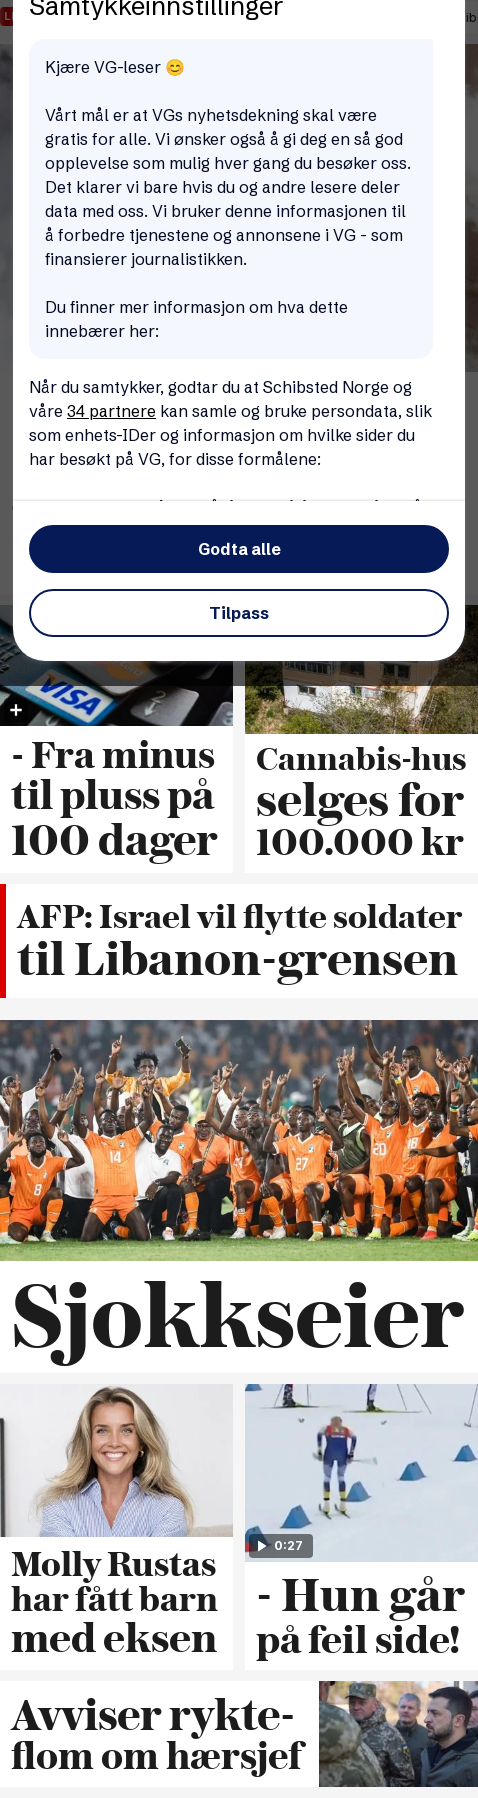 Samtykkeinnstillinger
Kjære VG-leser 😊
Vårt mål er at VGs nyhetsdekning skal være
gratis for alle. Vi ønsker også å gi deg en så god
opplevelse som mulig hver gang du besøker oss.
Det klarer vi bare hvis du og andre lesere deler
data med oss. Vi bruker denne informasjonen til
å forbedre tjenestene og annonsene i VG - som
finansierer journalistikken.
Du finner mer informasjon om hva dette
innebærer her:
Når du samtykker, godtar du at Schibsted Norge og
våre 34 partnere kan samle og bruke persondata, slik
som enhets-IDer og informasjon om hvilke sider du
har besøkt på VG, for disse formålene:
Godta alle
Tilpass
VISA
- Fra minus
til pluss på
100 dager
Cannabis-hus
selges for
100.000 kr
AFP: Israel vil flytte soldater
til Libanon-grensen
8
14
27
20
18
Sjokkseier
Molly Rustas
har fått barn
med eksen
0:27
- Hun går
på feil side!
Avviser rykte-
flom om hærsjef